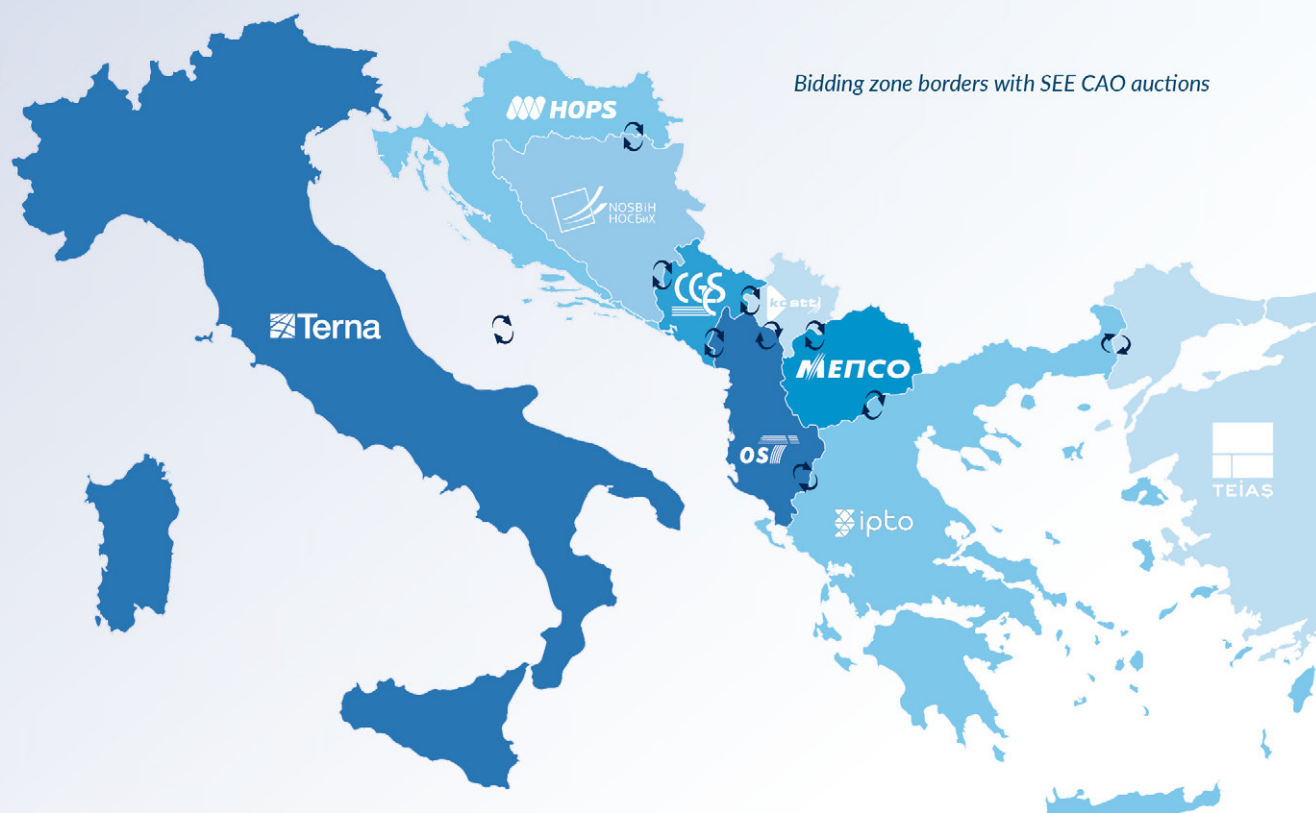 Bidding zone borders with SEE CAO auctions
HOPS
NOSBiH
НОСБиХ
CGES
kostt
Terna
МЕПСО
OST
ipto
TEİAŞ